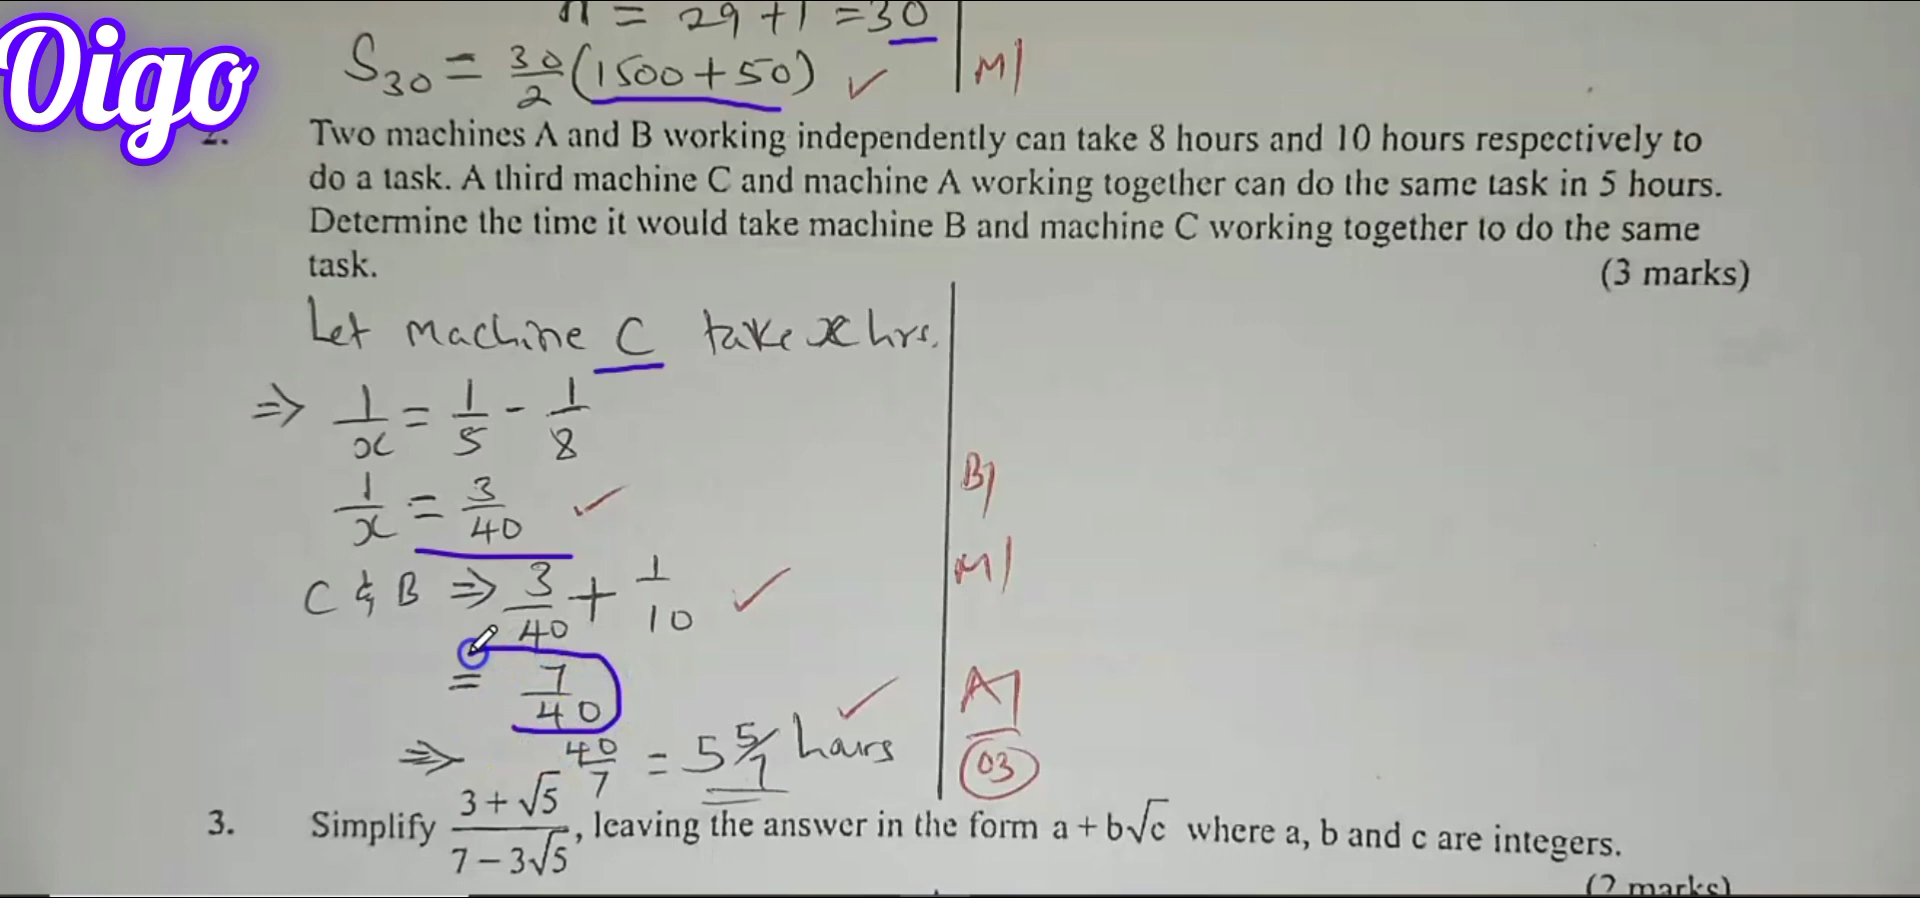 Oigo
n = 29 + 1 = 30
S30 = 30/2 (1500 + 50) ✓ M1
2. Two machines A and B working independently can take 8 hours and 10 hours respectively to
do a task. A third machine C and machine A working together can do the same task in 5 hours.
Determine the time it would take machine B and machine C working together to do the same
task.
(3 marks)
Let machine C take x hrs.
⇒ 1/x = 1/5 - 1/8
1/x = 3/40 ✓ B1
C & B ⇒ 3/40 + 1/10 ✓ M1
= 7/40
⇒ 40/7 = 5 5/7 hours ✓ A1
03
3. Simplify (3 + √5)/(7 – 3√5), leaving the answer in the form a + b√c where a, b and c are integers.
(2 marks)